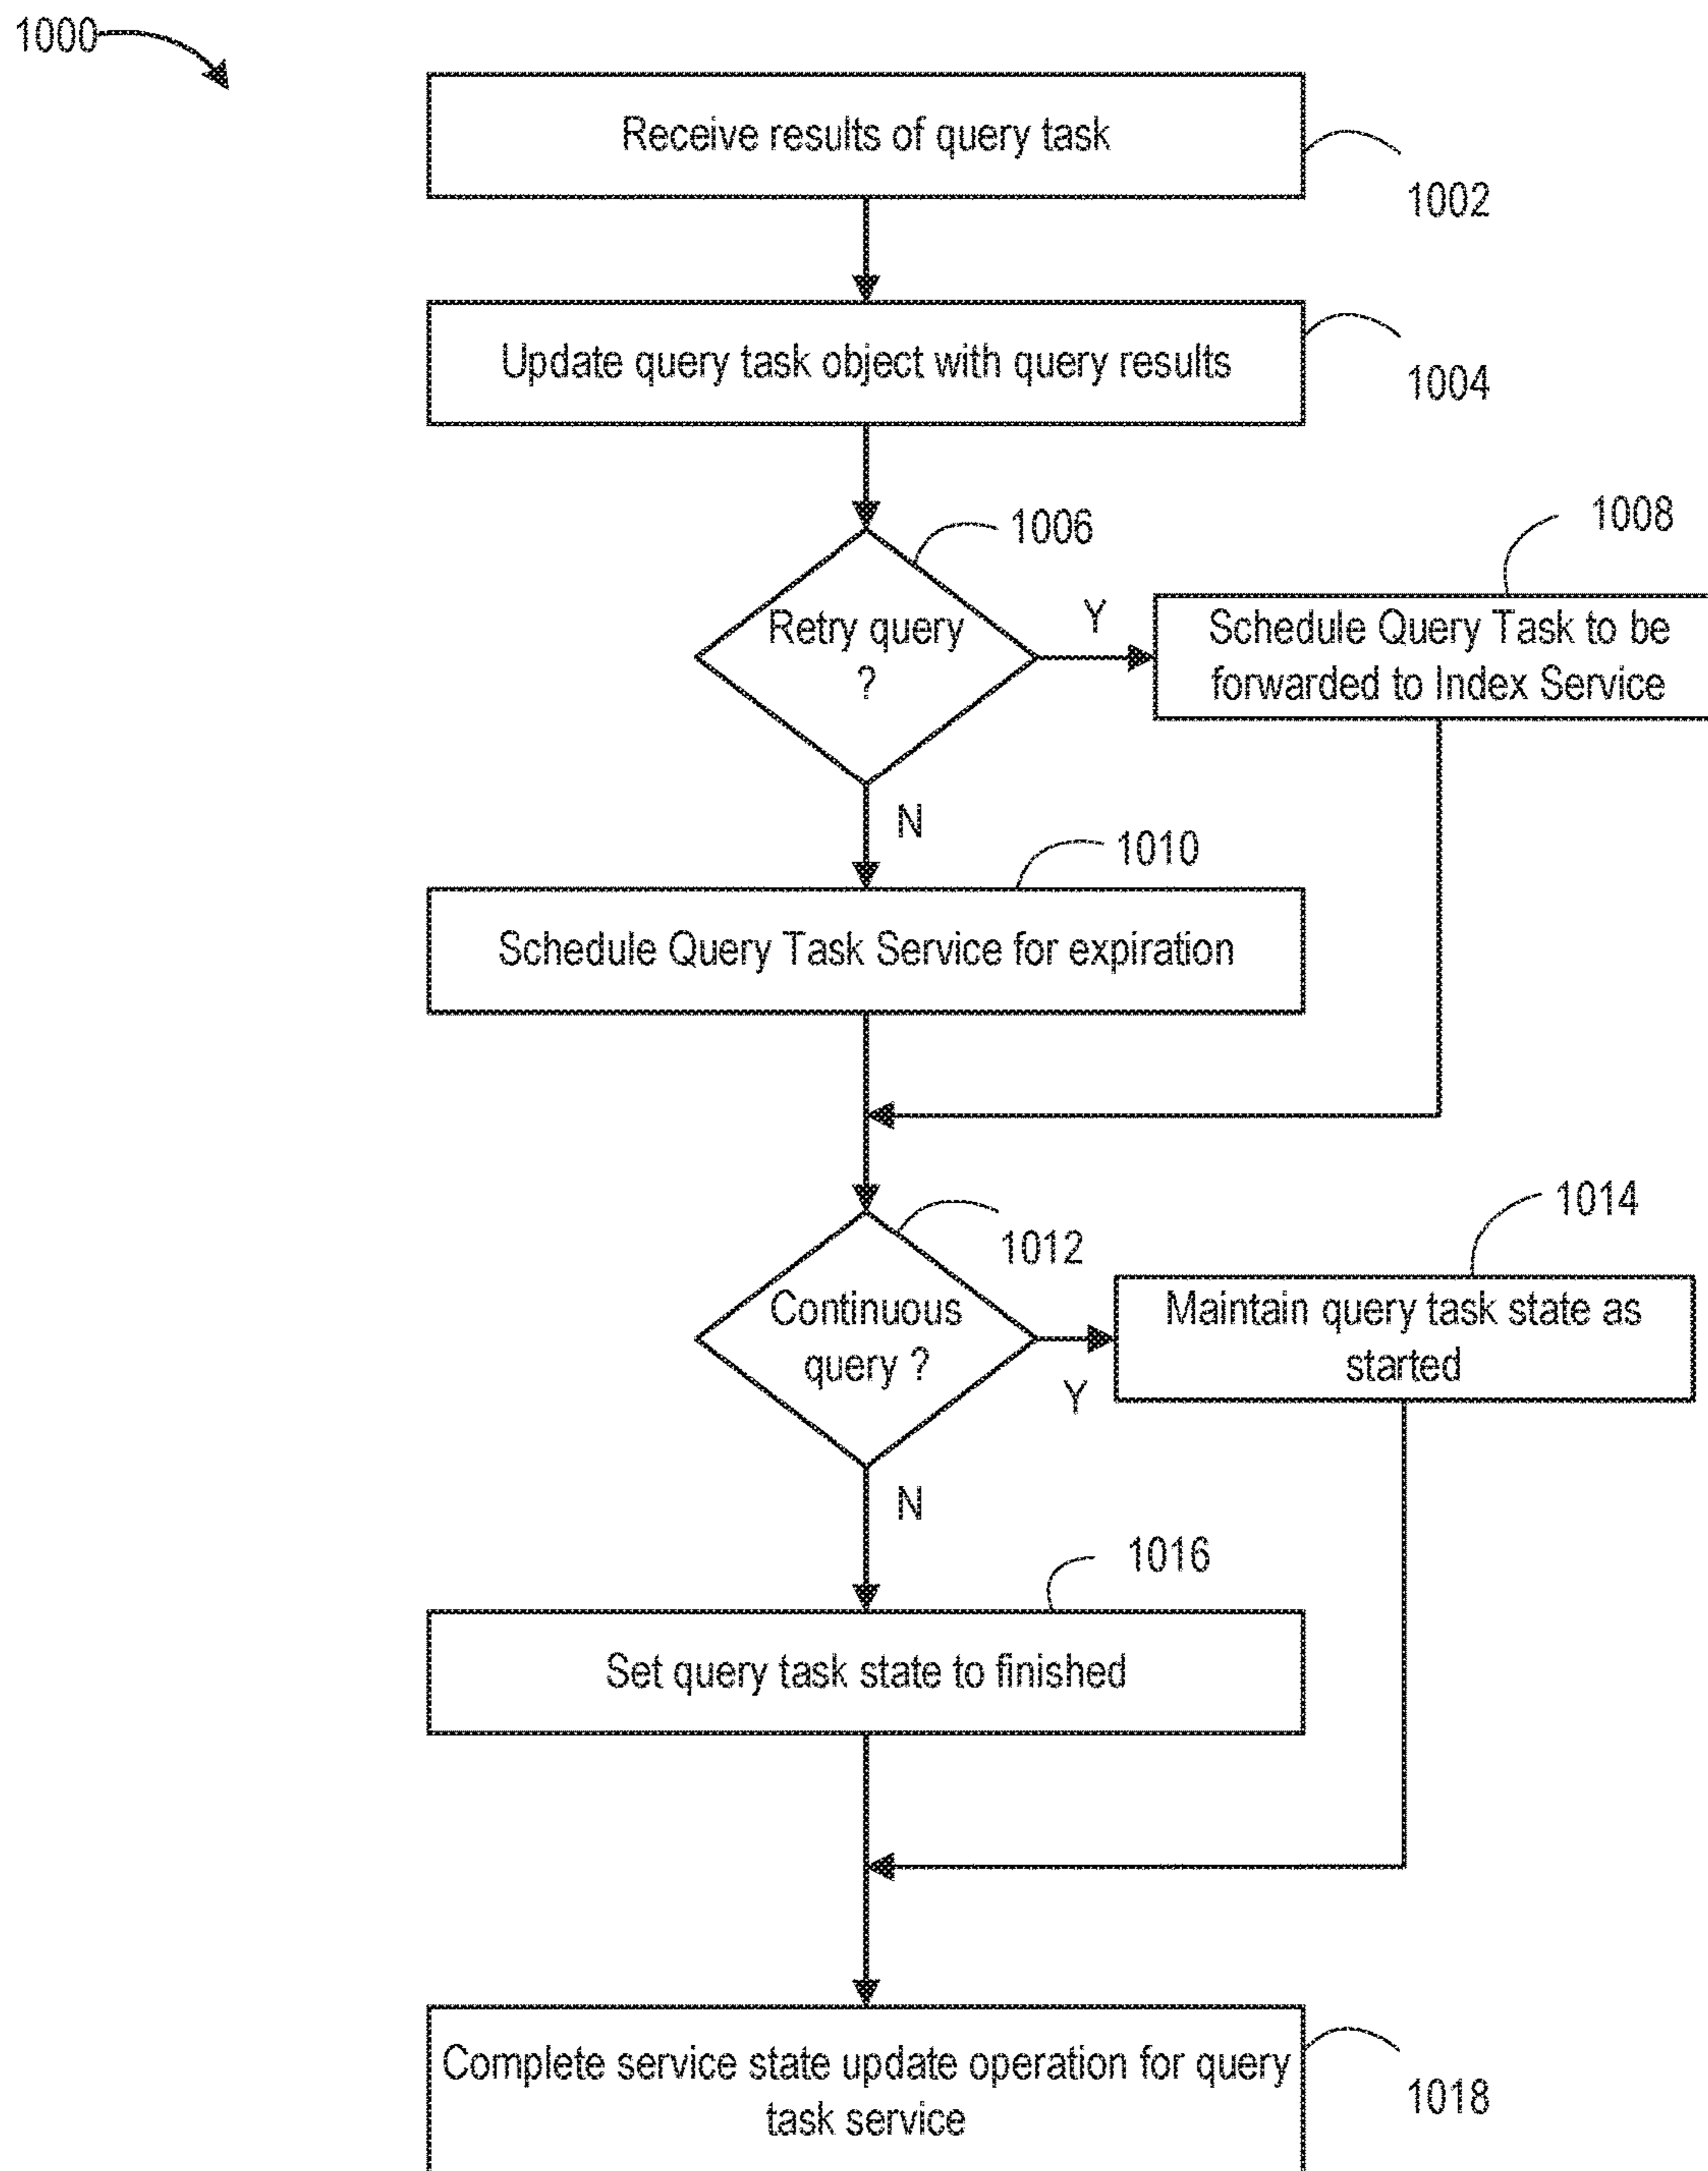 1000
Receive results of query task
1002
Update query task object with query results
1004
1006
1008
Retry query
?
Y
Schedule Query Task to be
forwarded to Index Service
N
1010
Schedule Query Task Service for expiration
1012
1014
Continuous
query ?
Y
Maintain query task state as
started
N
1016
Set query task state to finished
Complete service state update operation for query
task service
1018